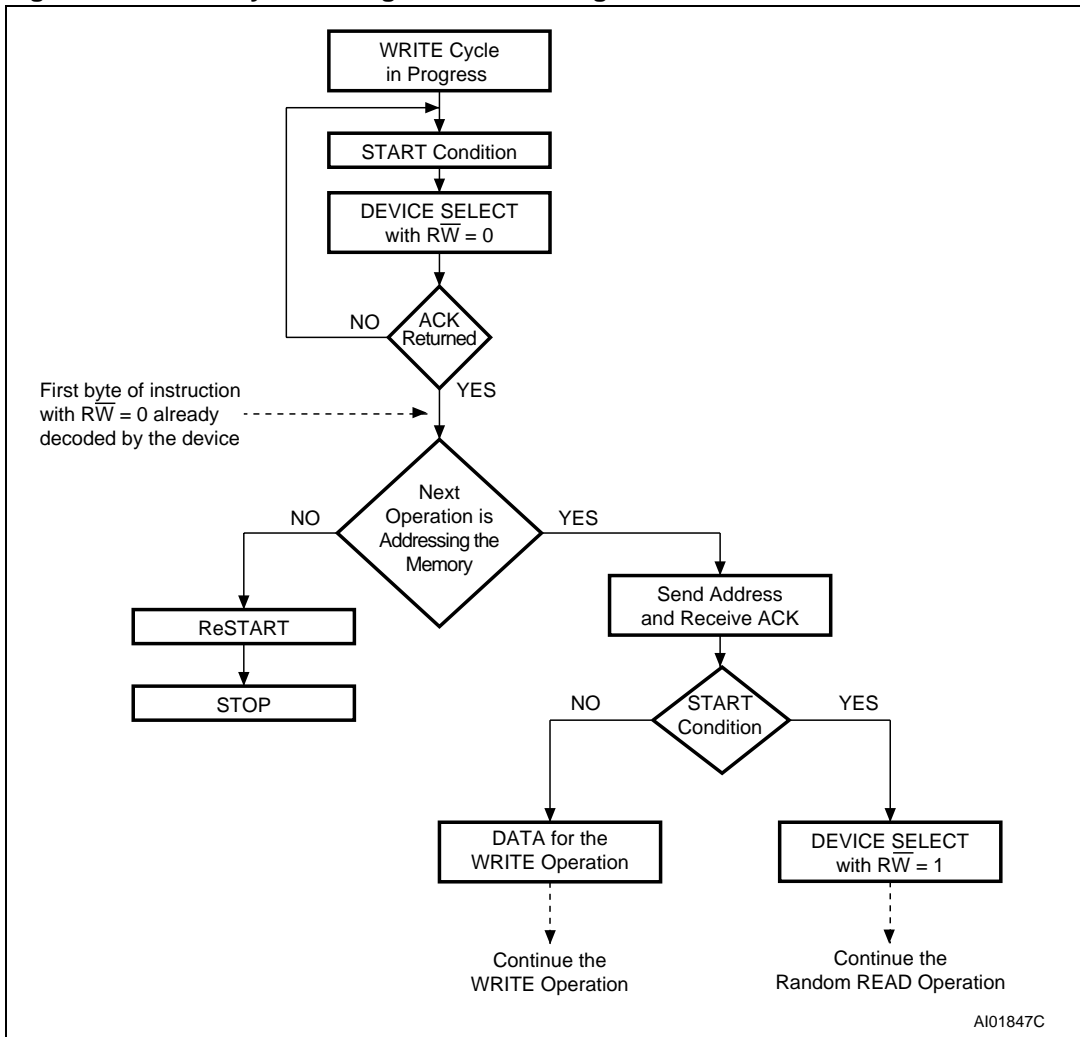 WRITE Cycle
in Progress
START Condition
DEVICE SELECT
with RW̅ = 0
NO
ACK
Returned
YES
First byte of instruction
with RW̅ = 0 already
decoded by the device
Next
Operation is
Addressing the
Memory
NO
YES
Send Address
and Receive ACK
ReSTART
STOP
NO
START
Condition
YES
DATA for the
WRITE Operation
DEVICE SELECT
with RW̅ = 1
Continue the
WRITE Operation
Continue the
Random READ Operation
AI01847C